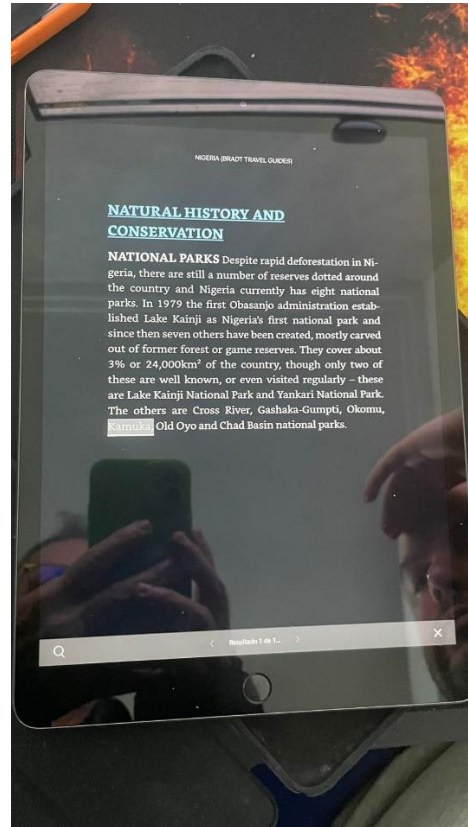 NIGERIA (BRADT TRAVEL GUIDES)
NATURAL HISTORY AND
CONSERVATION
NATIONAL PARKS Despite rapid deforestation in Ni-
geria, there are still a number of reserves dotted around
the country and Nigeria currently has eight national
parks. In 1979 the first Obasanjo administration estab-
lished Lake Kainji as Nigeria's first national park and
since then seven others have been created, mostly carved
out of former forest or game reserves. They cover about
3% or 24,000km² of the country, though only two of
these are well known, or even visited regularly – these
are Lake Kainji National Park and Yankari National Park.
The others are Cross River, Gashaka-Gumpti, Okomu,
Kamuka, Old Oyo and Chad Basin national parks.
Resultado 1 de 1...